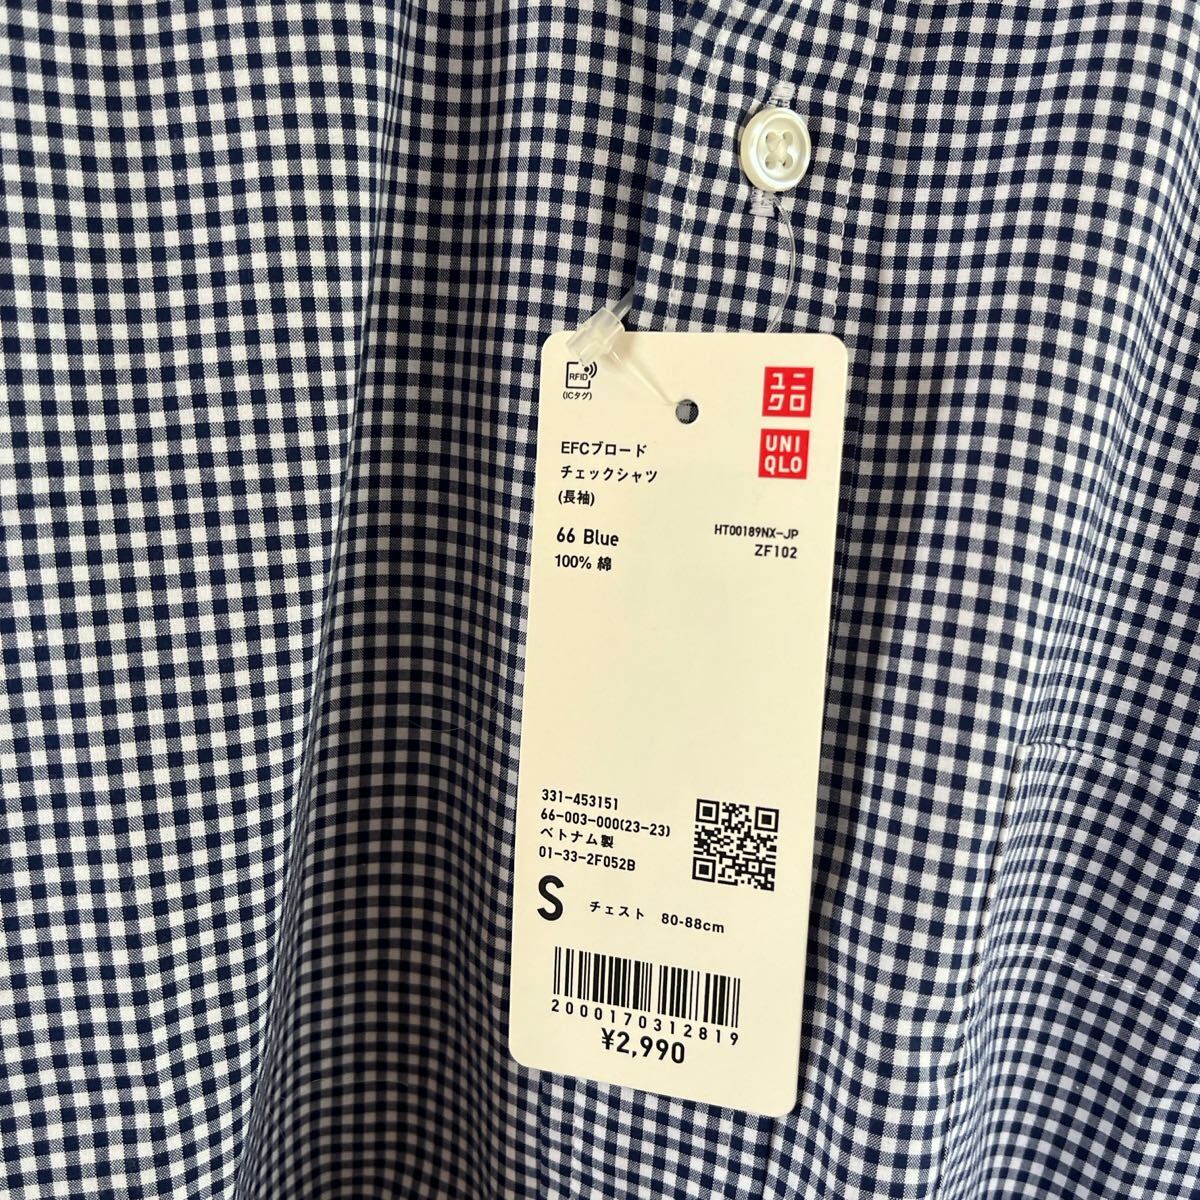 RFID
(ICタグ)
ユニ
クロ
UNI
QLO
EFCブロード
チェックシャツ
(長袖)
66 Blue
100% 綿
HT00189NX-JP
ZF102
331-453151
66-003-000(23-23)
ベトナム製
01-33-2F052B
S チェスト 80-88cm
2000170312819
¥2,990